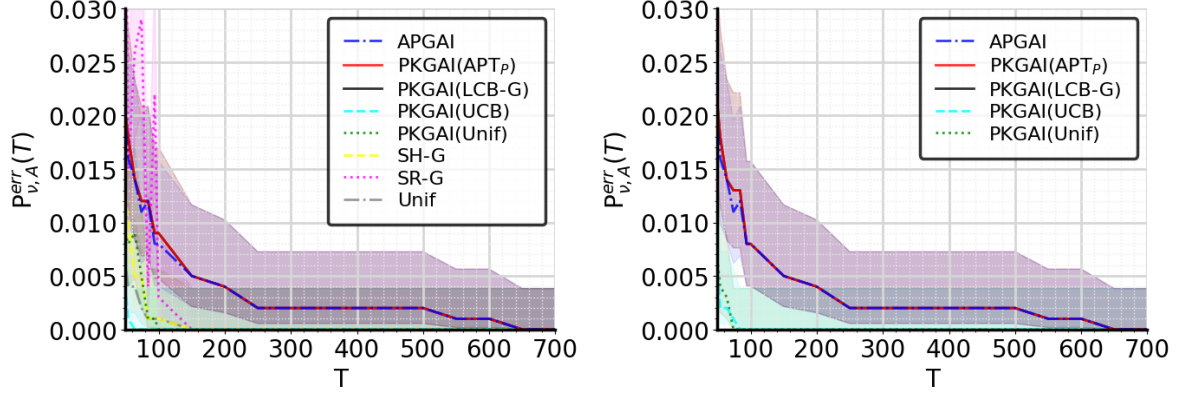 0.030
0.025
0.020
0.015
0.010
0.005
0.000
P^err_ν,A(T)
100 200 300 400 500 600 700
T
APGAI
PKGAI(APT_P)
PKGAI(LCB-G)
PKGAI(UCB)
PKGAI(Unif)
SH-G
SR-G
Unif
0.030
0.025
0.020
0.015
0.010
0.005
0.000
P^err_ν,A(T)
100 200 300 400 500 600 700
T
APGAI
PKGAI(APT_P)
PKGAI(LCB-G)
PKGAI(UCB)
PKGAI(Unif)